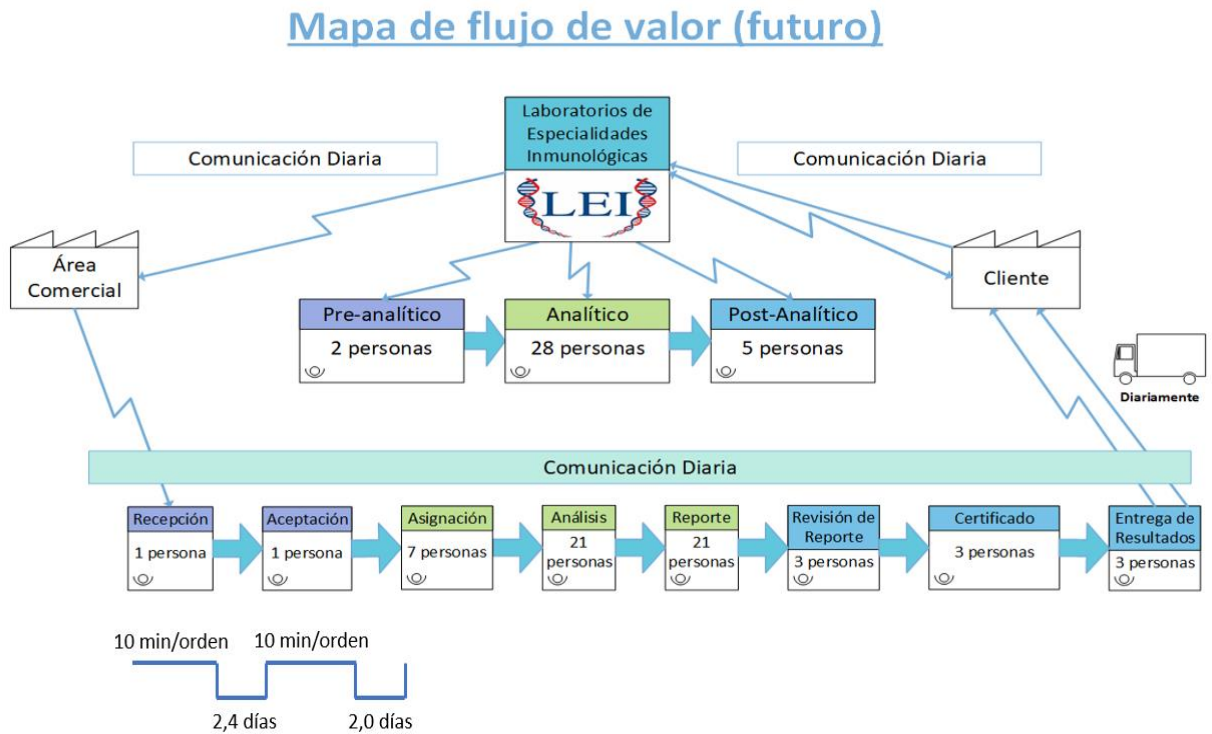 Mapa de flujo de valor (futuro)
Laboratorios de
Especialidades
Inmunológicas
LEI
Comunicación Diaria
Comunicación Diaria
Área
Comercial
Cliente
Pre-analítico
2 personas
Analítico
28 personas
Post-Analítico
5 personas
Diariamente
Comunicación Diaria
Recepción
1 persona
Aceptación
1 persona
Asignación
7 personas
Análisis
21
personas
Reporte
21
personas
Revisión de
Reporte
3 personas
Certificado
3 personas
Entrega de
Resultados
3 personas
10 min/orden
10 min/orden
2,4 días
2,0 días